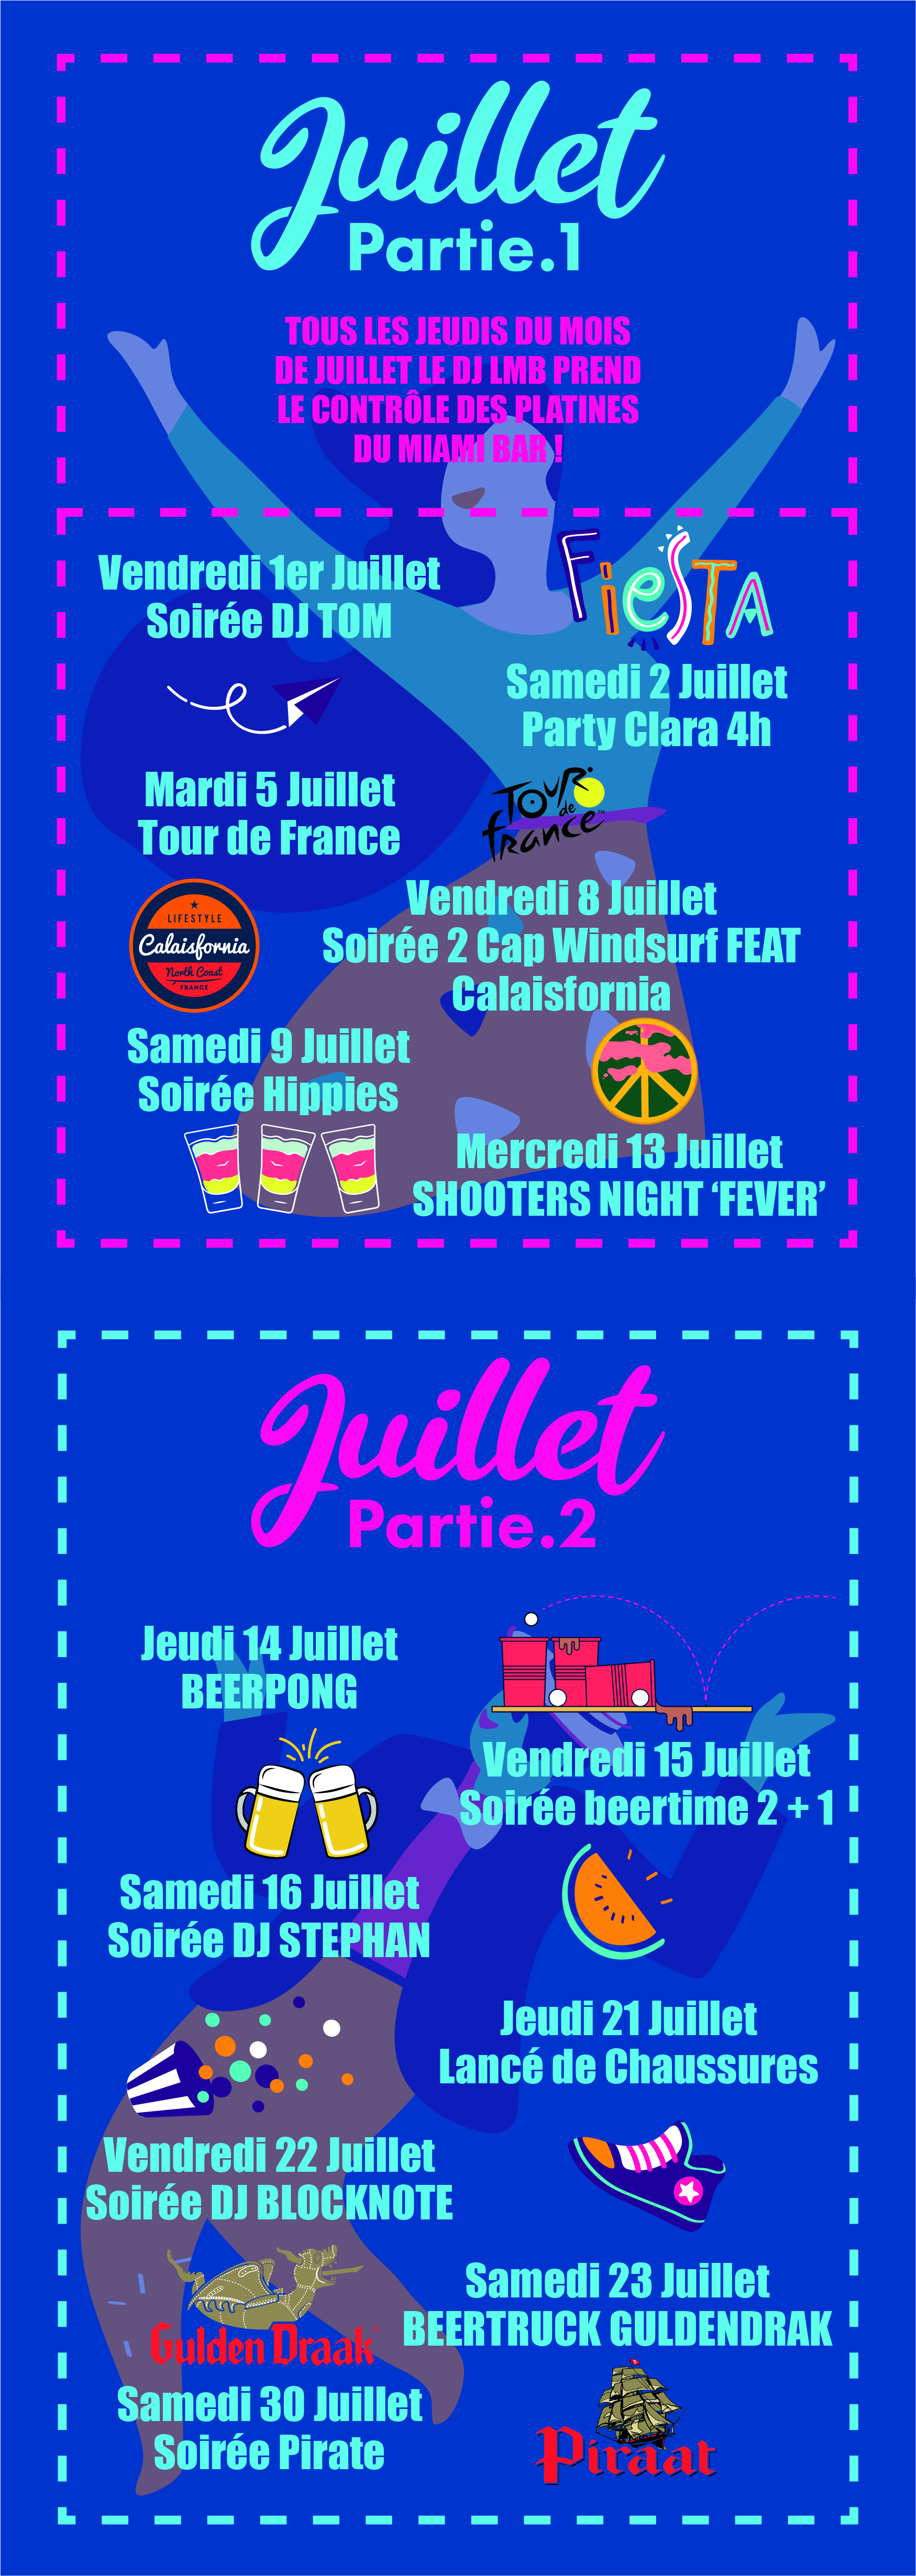 Juillet
Partie.1
TOUS LES JEUDIS DU MOIS
DE JUILLET LE DJ LMB PREND
LE CONTRÔLE DES PLATINES
DU MIAMI BAR !
Vendredi 1er Juillet
Soirée DJ TOM
FiesTA
Samedi 2 Juillet
Party Clara 4h
Mardi 5 Juillet
Tour de France
TOUR
de
france™
LIFESTYLE
Calaisfornia
North Coast
FRANCE
Vendredi 8 Juillet
Soirée 2 Cap Windsurf FEAT
Calaisfornia
Samedi 9 Juillet
Soirée Hippies
Mercredi 13 Juillet
SHOOTERS NIGHT ‘FEVER’
Juillet
Partie.2
Jeudi 14 Juillet
BEERPONG
Vendredi 15 Juillet
Soirée beertime 2 + 1
Samedi 16 Juillet
Soirée DJ STEPHAN
Jeudi 21 Juillet
Lancé de Chaussures
Vendredi 22 Juillet
Soirée DJ BLOCKNOTE
Gulden Draak
Samedi 23 Juillet
BEERTRUCK GULDENDRAK
Samedi 30 Juillet
Soirée Pirate
Piraat